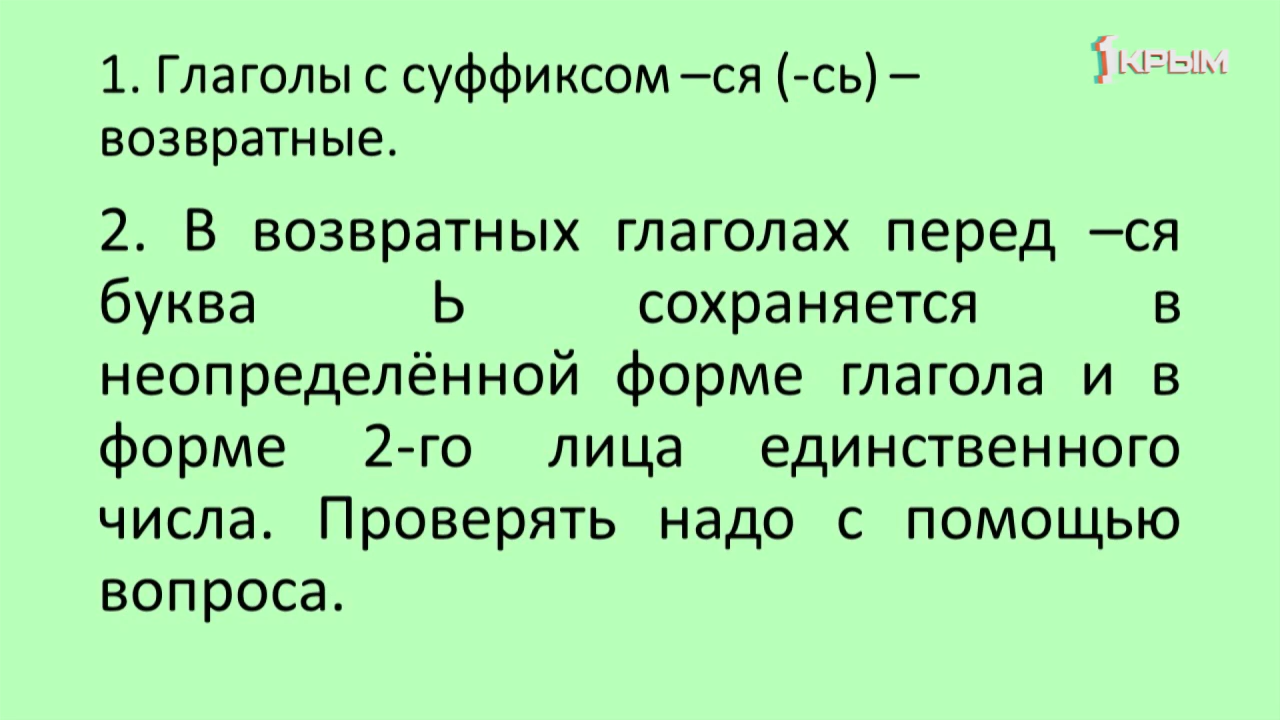 1. Глаголы с суффиксом –ся (-сь) –
возвратные.
1КРЫМ
2. В возвратных глаголах перед –ся
буква Ь сохраняется в
неопределённой форме глагола и в
форме 2-го лица единственного
числа. Проверять надо с помощью
вопроса.